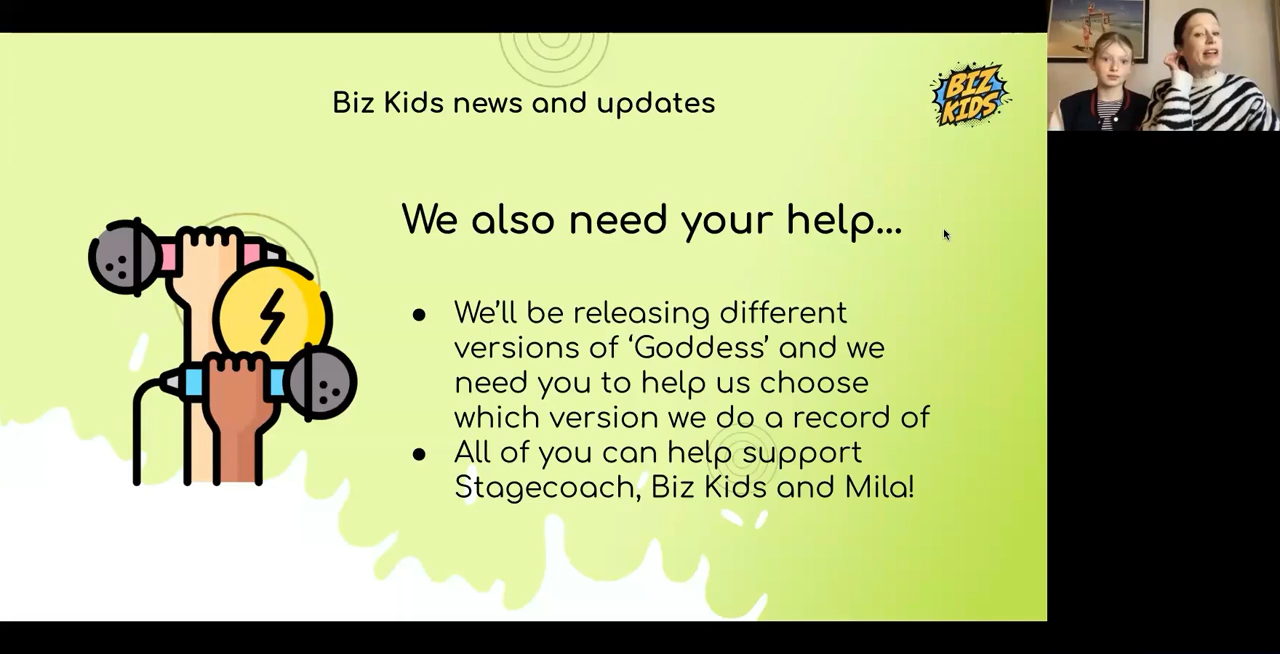 Biz Kids news and updates
BIZ
KIDS
We also need your help...
● We'll be releasing different
versions of ‘Goddess’ and we
need you to help us choose
which version we do a record of
● All of you can help support
Stagecoach, Biz Kids and Mila!